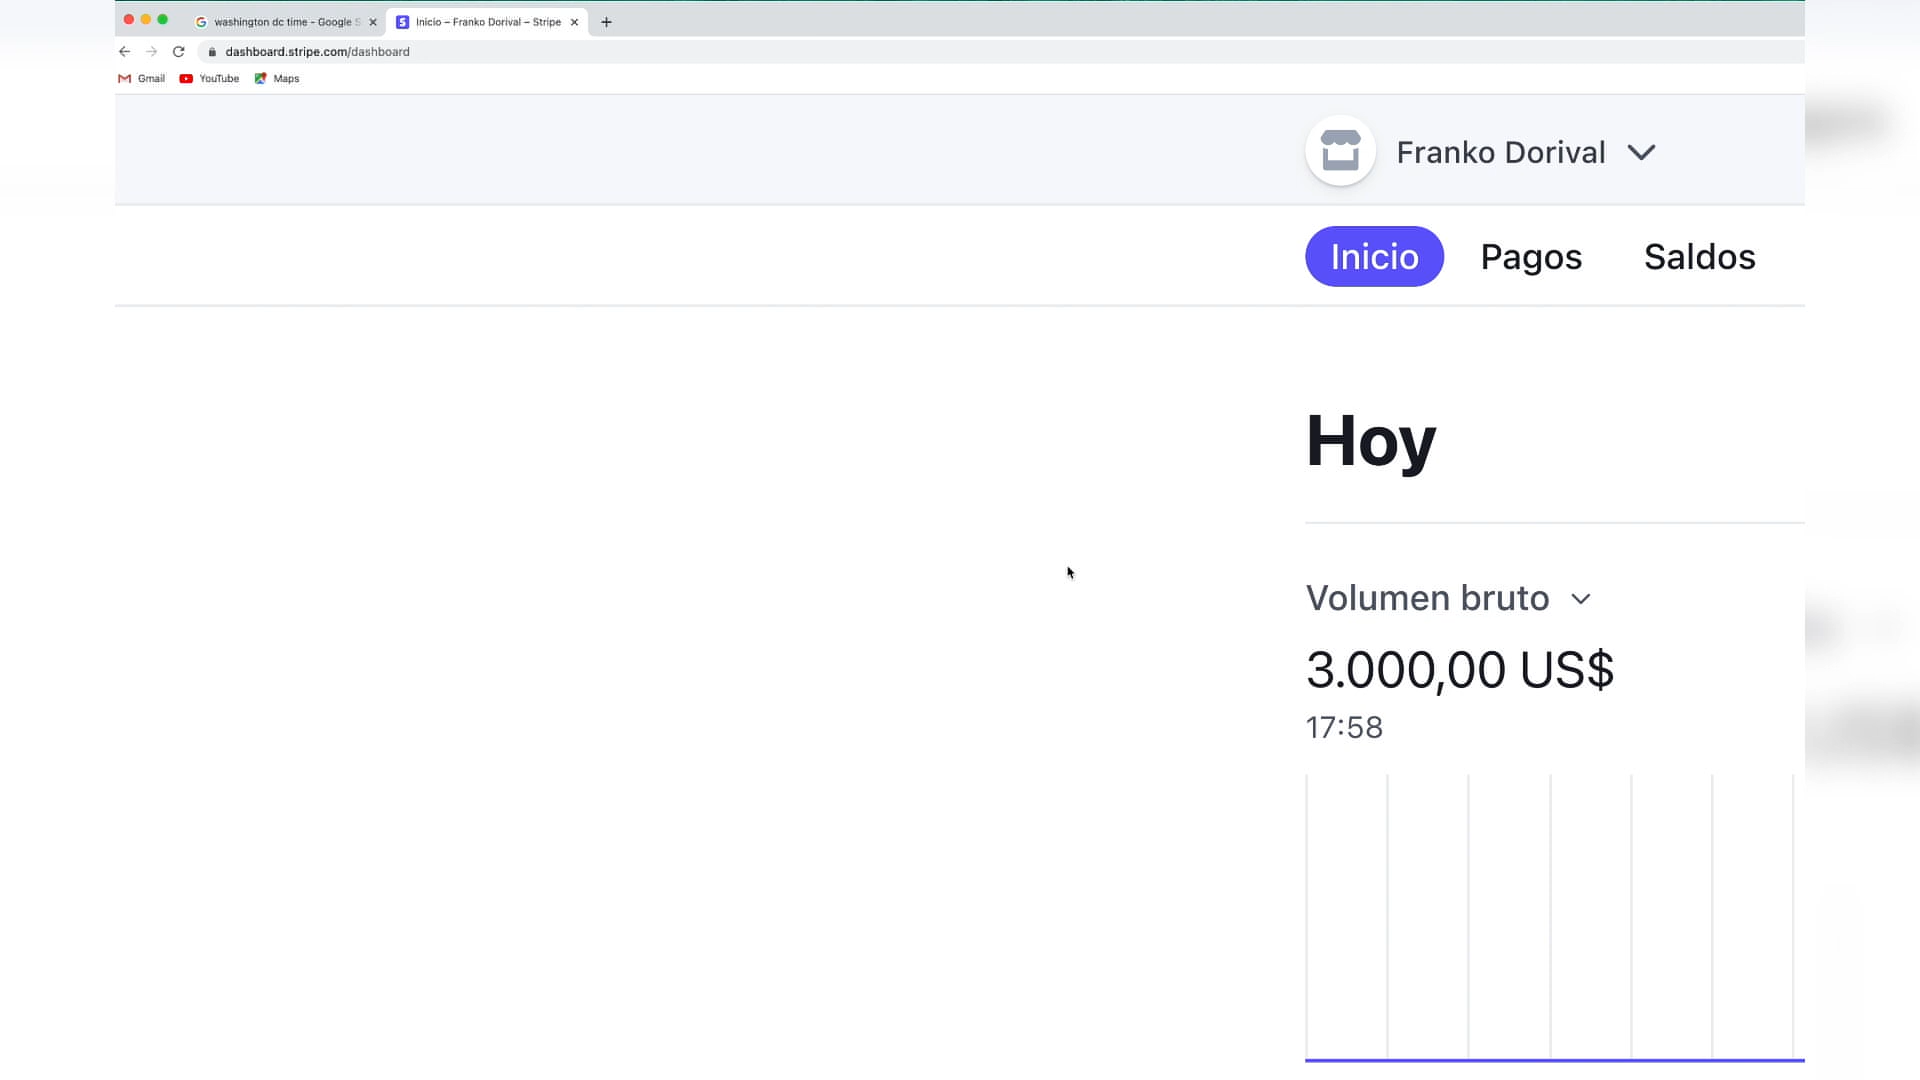 washington dc time - Google S
Inicio – Franko Dorival – Stripe
dashboard.stripe.com/dashboard
Gmail
YouTube
Maps
Franko Dorival
Inicio
Pagos
Saldos
Hoy
Volumen bruto
3.000,00 US$
17:58